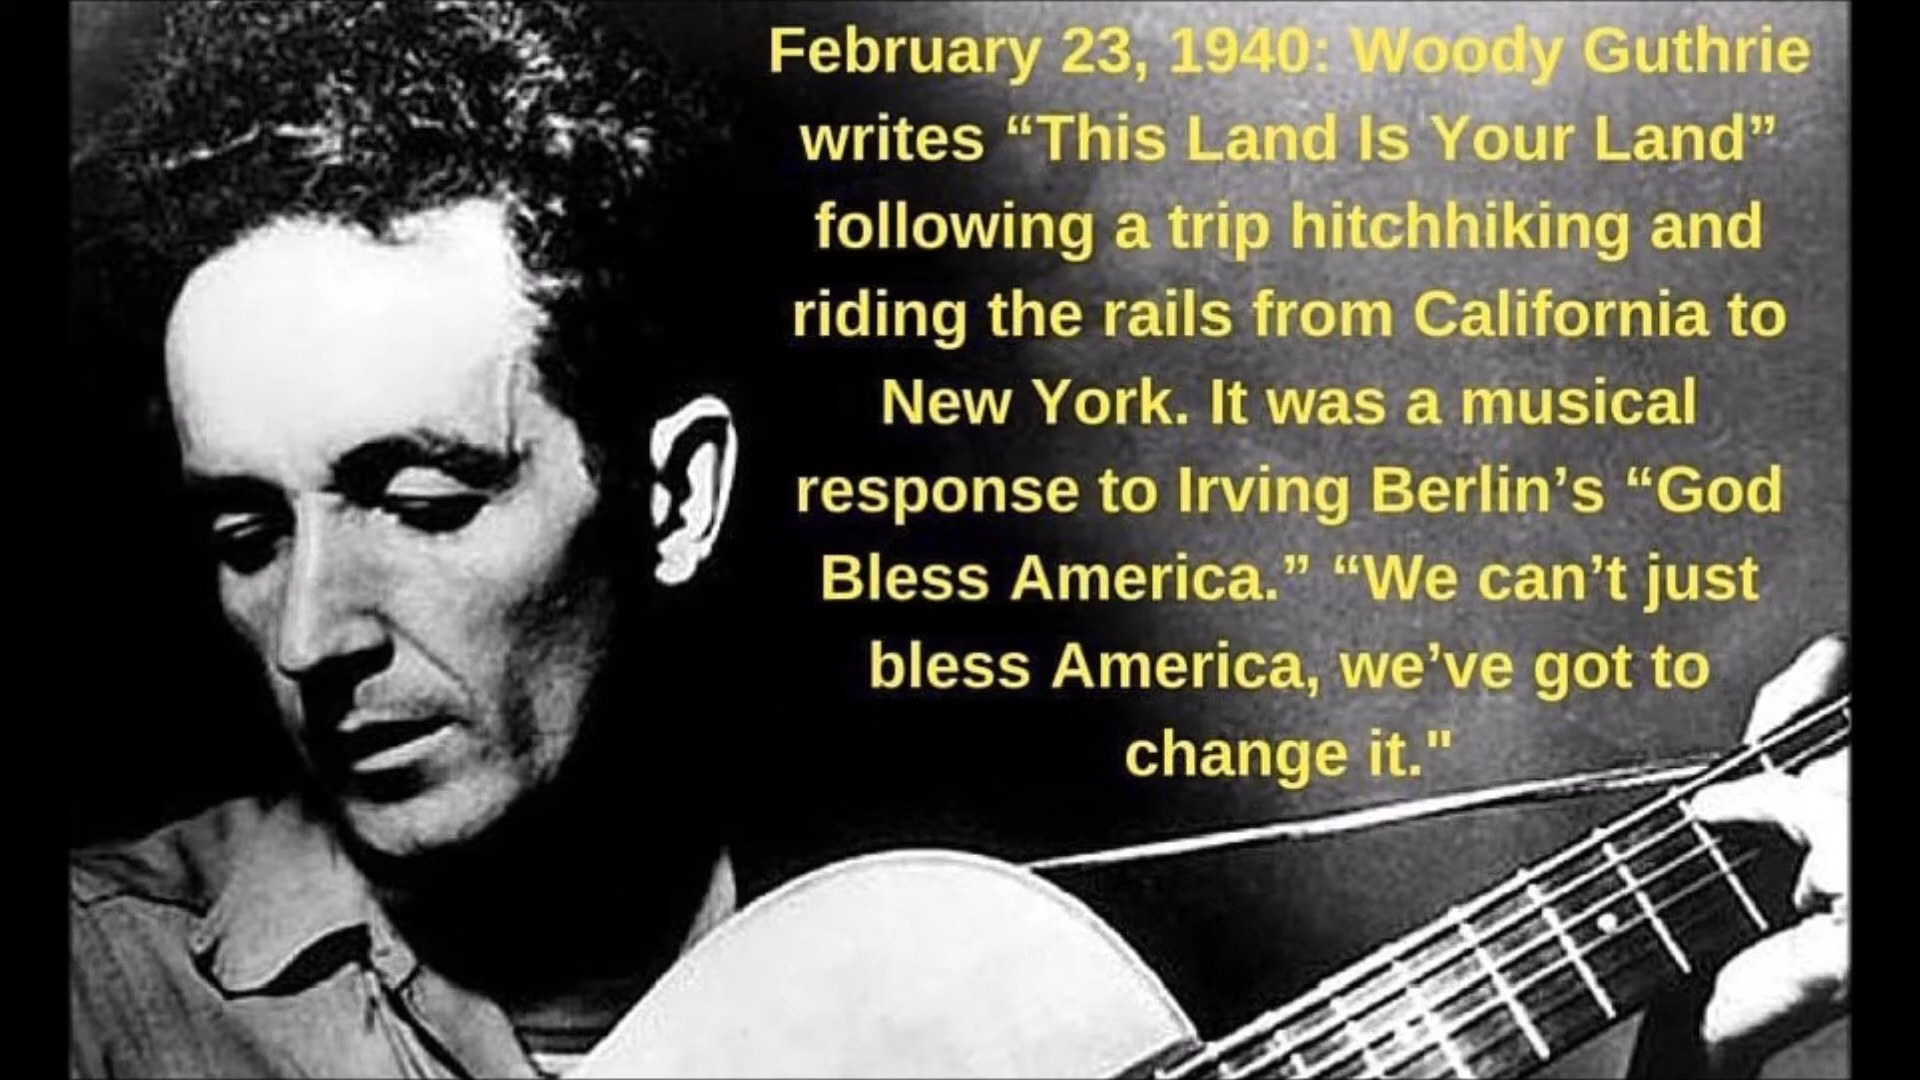 February 23, 1940: Woody Guthrie
writes “This Land Is Your Land”
following a trip hitchhiking and
riding the rails from California to
New York. It was a musical
response to Irving Berlin’s “God
Bless America.” “We can’t just
bless America, we’ve got to
change it."